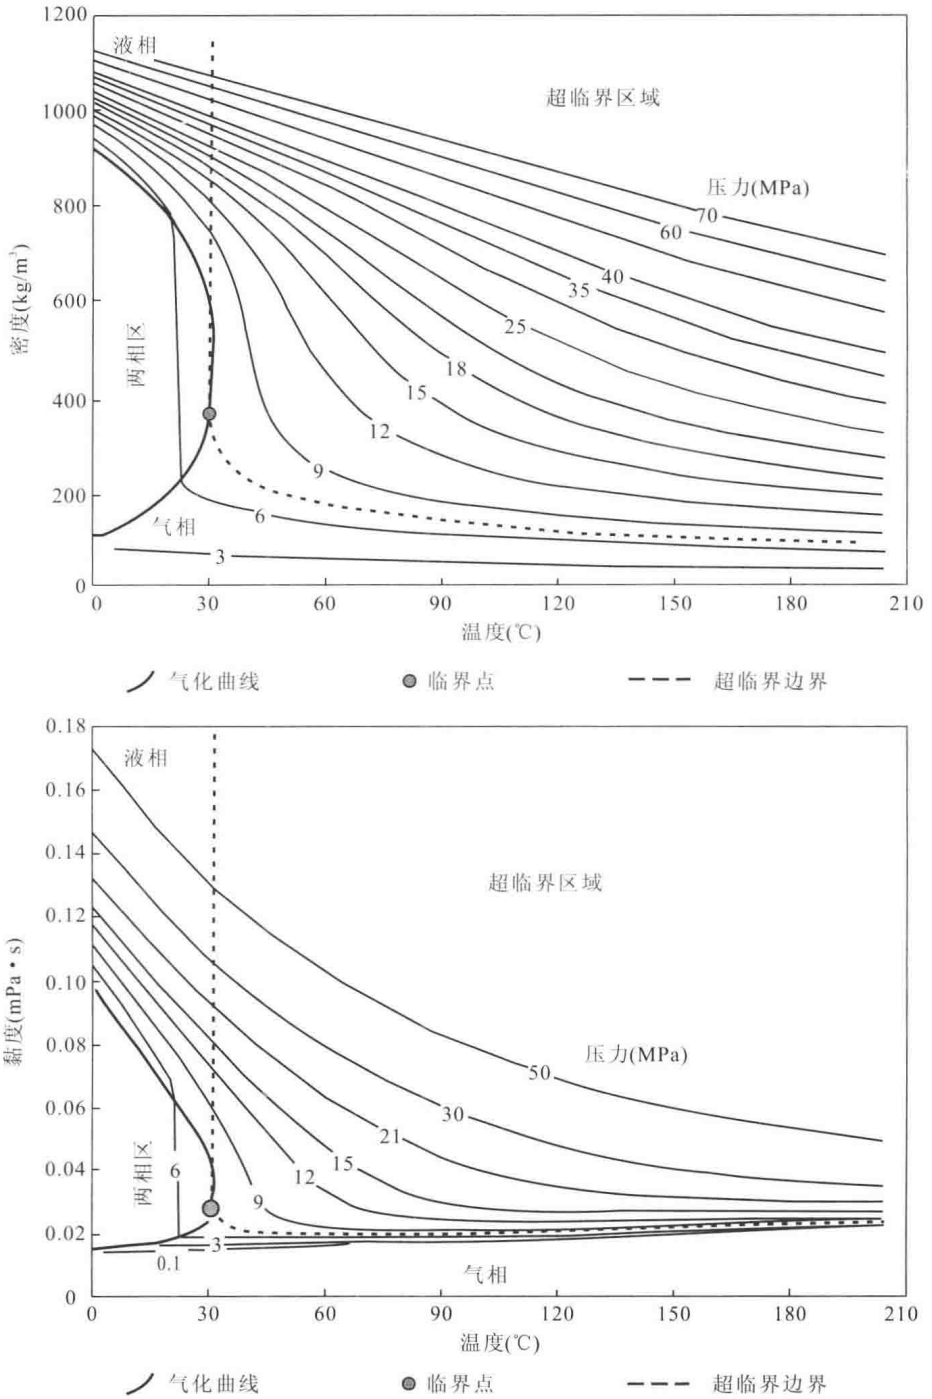 1200
1000
800
600
400
200
0
密度(kg/m³)
液相
超临界区域
压力(MPa)
70
60
40
35
25
18
15
12
9
6
3
两相区
气相
0
30
60
90
120
150
180
210
温度(℃)
气化曲线
临界点
超临界边界
0.18
0.16
0.14
0.12
0.10
0.08
0.06
0.04
0.02
0
黏度(mPa·s)
液相
超临界区域
压力(MPa)
50
30
21
15
12
9
6
3
0.1
两相区
气相
0
30
60
90
120
150
180
210
温度(℃)
气化曲线
临界点
超临界边界